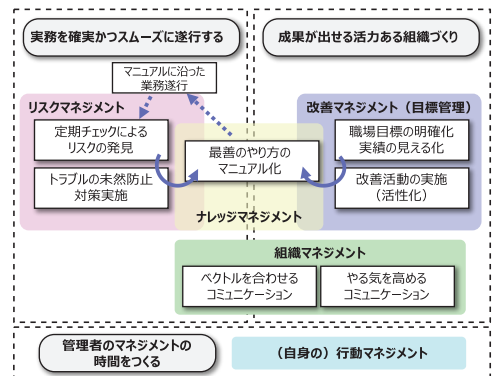 実務を確実かつスムーズに遂行する
成果が出せる活力ある組織づくり
マニュアルに沿った
業務遂行
リスクマネジメント
改善マネジメント（目標管理）
定期チェックによる
リスクの発見
職場目標の明確化
実績の見える化
最善のやり方の
マニュアル化
トラブルの未然防止
対策実施
改善活動の実施
（活性化）
ナレッジマネジメント
組織マネジメント
ベクトルを合わせる
コミュニケーション
やる気を高める
コミュニケーション
管理者のマネジメントの
時間をつくる
（自身の）行動マネジメント